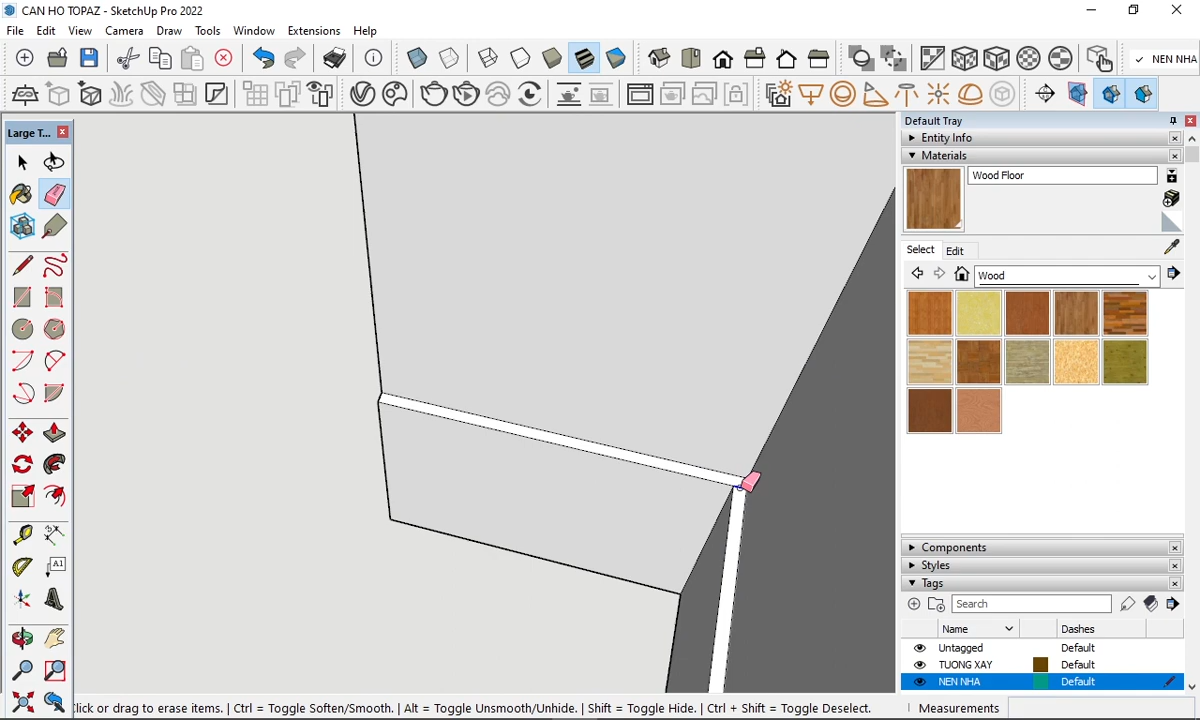 CAN HO TOPAZ - SketchUp Pro 2022
File Edit View Camera Draw Tools Window Extensions Help
✓ NEN NHA
Large T...
Default Tray
Entity Info
Materials
Wood Floor
Select Edit
Wood
A1
Components
Styles
Tags
Search
Name Dashes
Untagged Default
TUONG XAY Default
NEN NHA Default
lick or drag to erase items. | Ctrl = Toggle Soften/Smooth. | Alt = Toggle Unsmooth/Unhide. | Shift = Toggle Hide. | Ctrl + Shift = Toggle Deselect. | Measurements